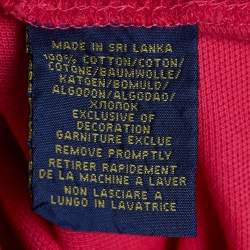 MADE IN SRI LANKA
100% COTTON/COTON/
COTONE/BAUMWOLLE/
KATOEN/BOMULD/
ALGODON/ALGODAO/
ХЛОПОК
EXCLUSIVE OF
DECORATION
GARNITURE EXCLUE
REMOVE PROMPTLY
RETIRER RAPIDEMENT
DE LA MACHINE A LAVER
NON LASCIARE A
LUNGO IN LAVATRICE